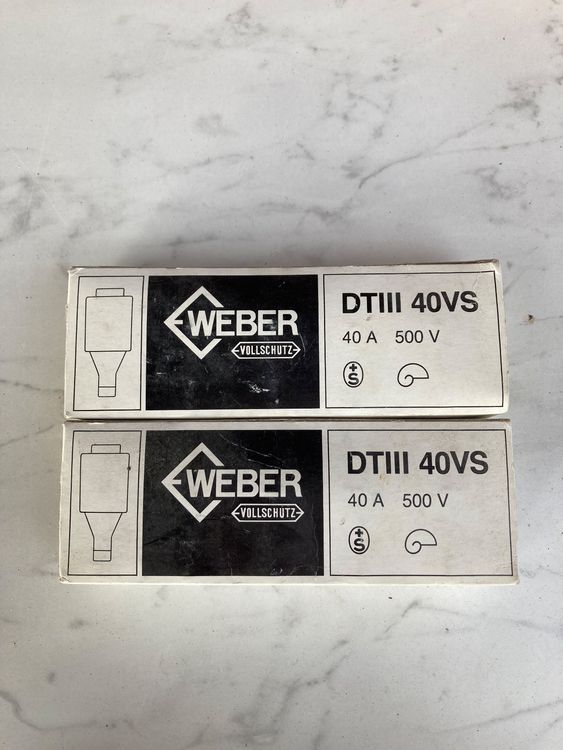 WEBER
VOLLSCHUTZ
DTIII 40VS
40 A 500 V
+S
WEBER
VOLLSCHUTZ
DTIII 40VS
40 A 500 V
+S